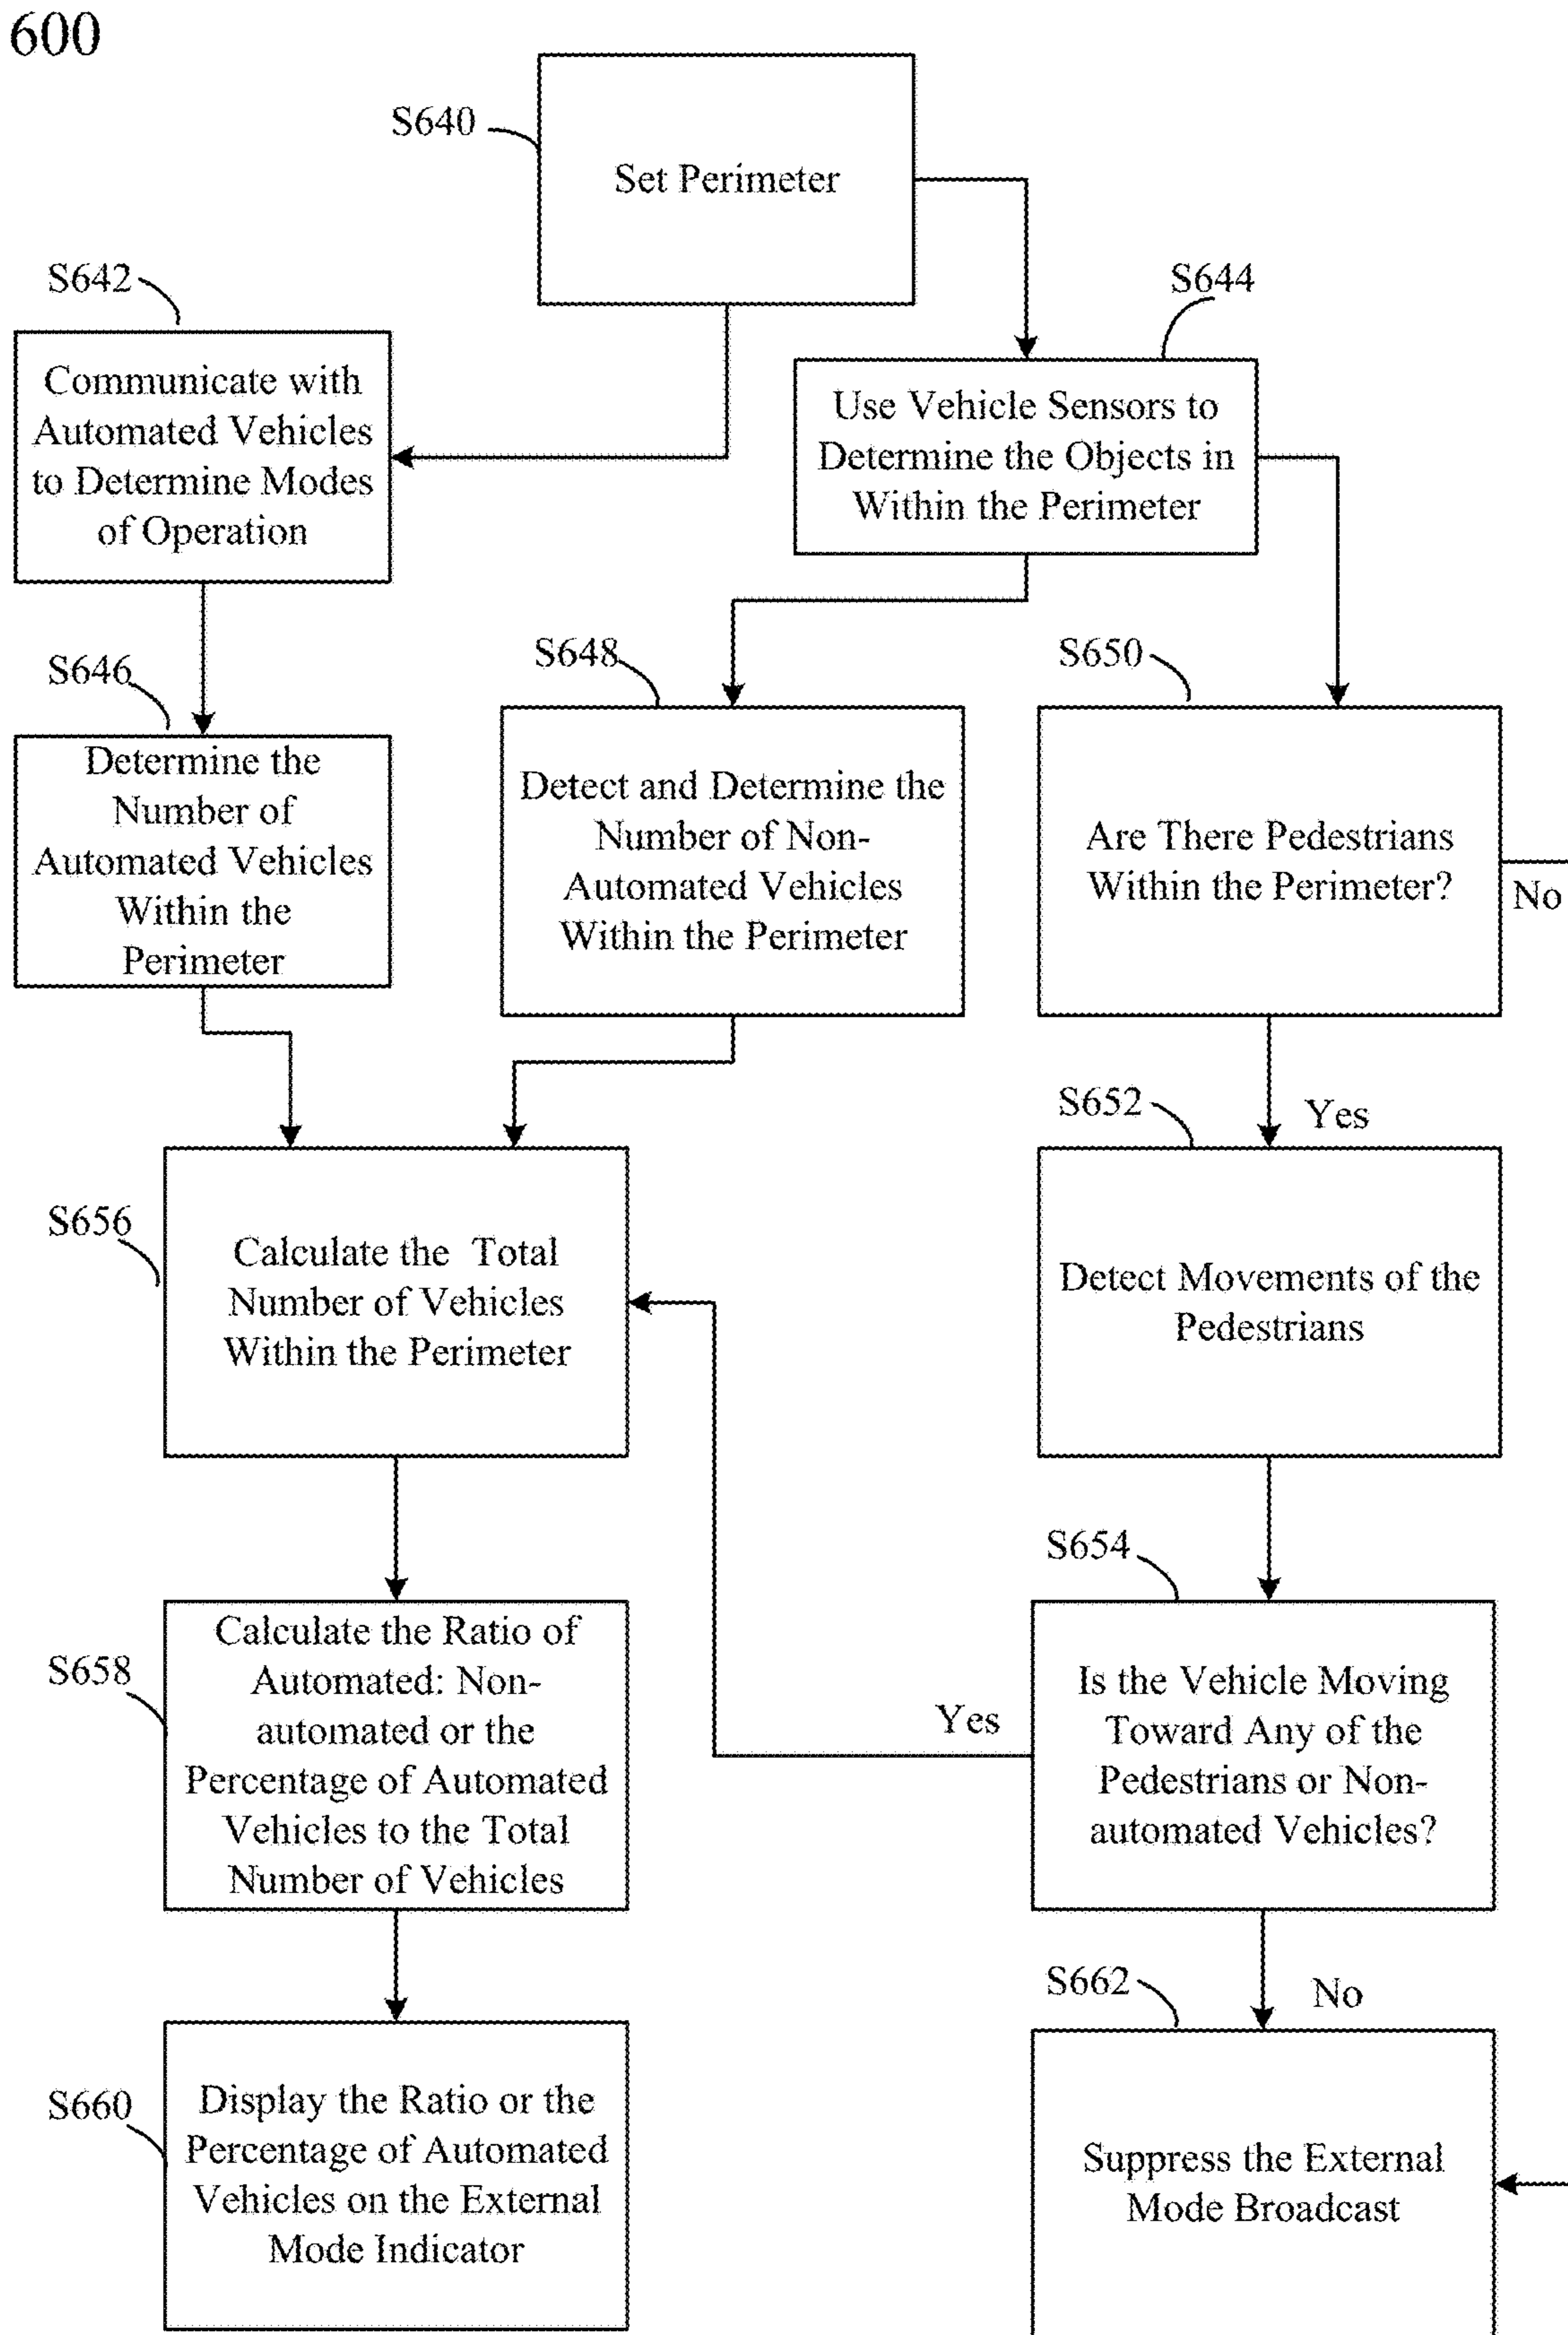 600
S640
Set Perimeter
S642
Communicate with
Automated Vehicles
to Determine Modes
of Operation
S644
Use Vehicle Sensors to
Determine the Objects in
Within the Perimeter
S646
Determine the
Number of
Automated Vehicles
Within the
Perimeter
S648
Detect and Determine the
Number of Non-
Automated Vehicles
Within the Perimeter
S650
Are There Pedestrians
Within the Perimeter?
No
Yes
S652
Detect Movements of the
Pedestrians
S656
Calculate the Total
Number of Vehicles
Within the Perimeter
S654
Is the Vehicle Moving
Toward Any of the
Pedestrians or Non-
automated Vehicles?
Yes
S658
Calculate the Ratio of
Automated: Non-
automated or the
Percentage of Automated
Vehicles to the Total
Number of Vehicles
No
S662
Suppress the External
Mode Broadcast
S660
Display the Ratio or the
Percentage of Automated
Vehicles on the External
Mode Indicator